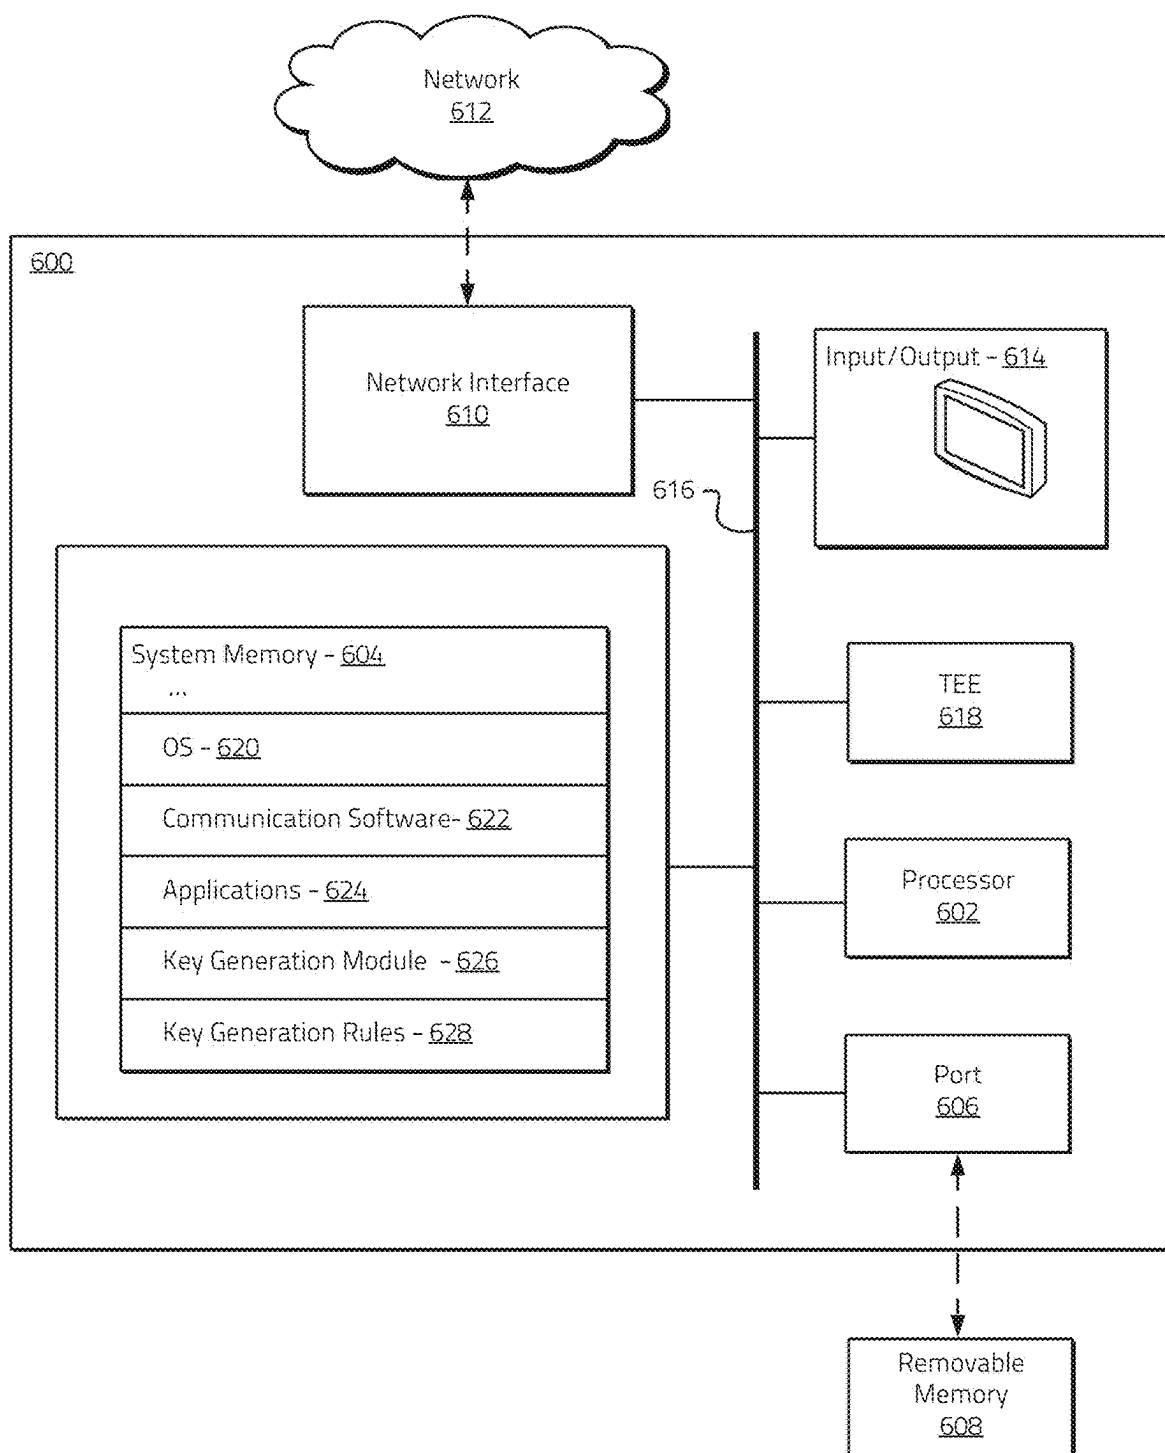 Network
612
600
Network Interface
610
Input/Output - 614
616
System Memory - 604
...
OS - 620
Communication Software- 622
Applications - 624
Key Generation Module - 626
Key Generation Rules - 628
TEE
618
Processor
602
Port
606
Removable
Memory
608